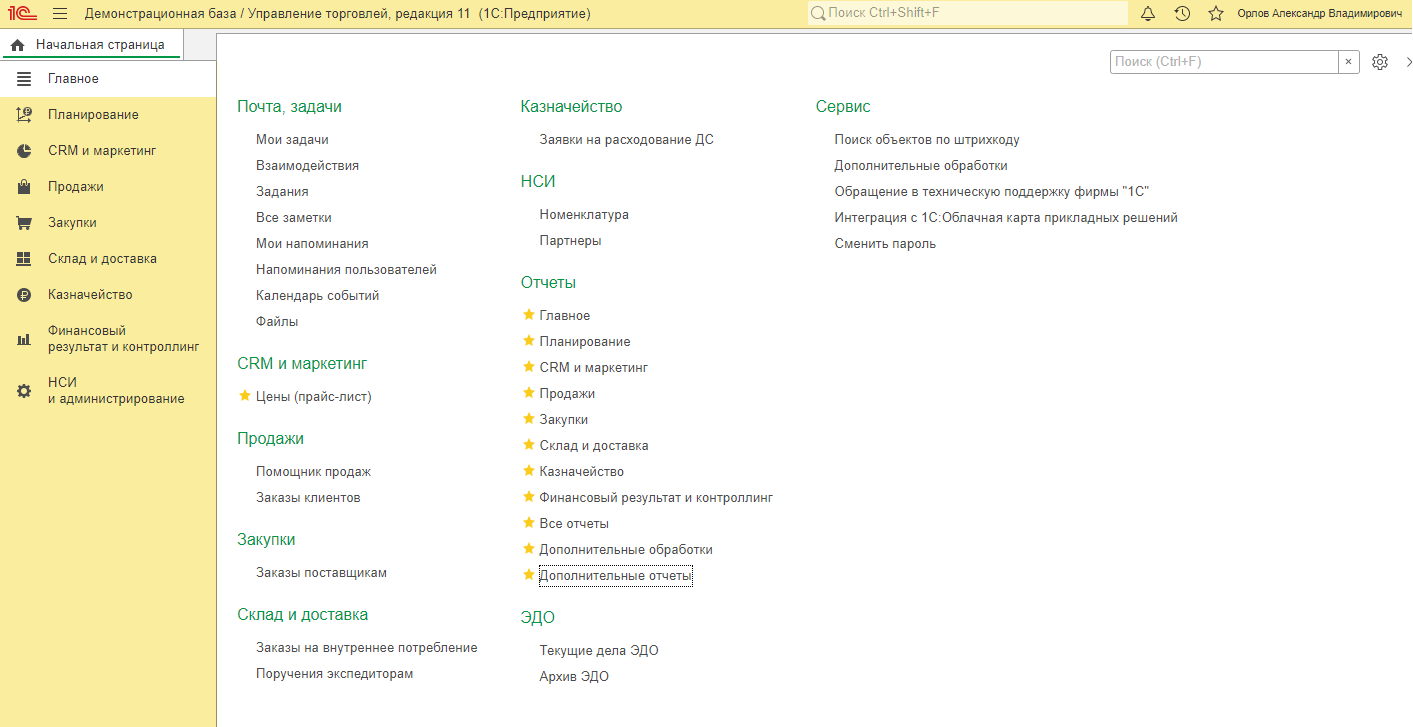 1С Демонстрационная база / Управление торговлей, редакция 11 (1С:Предприятие)
Поиск Ctrl+Shift+F
Орлов Александр Владимирович
Начальная страница
Поиск (Ctrl+F)
×
Главное
Планирование
CRM и маркетинг
Продажи
Закупки
Склад и доставка
Казначейство
Финансовый
результат и контроллинг
НСИ
и администрирование
Почта, задачи
Мои задачи
Взаимодействия
Задания
Все заметки
Мои напоминания
Напоминания пользователей
Календарь событий
Файлы
CRM и маркетинг
Цены (прайс-лист)
Продажи
Помощник продаж
Заказы клиентов
Закупки
Заказы поставщикам
Склад и доставка
Заказы на внутреннее потребление
Поручения экспедиторам
Казначейство
Заявки на расходование ДС
НСИ
Номенклатура
Партнеры
Отчеты
Главное
Планирование
CRM и маркетинг
Продажи
Закупки
Склад и доставка
Казначейство
Финансовый результат и контроллинг
Все отчеты
Дополнительные обработки
Дополнительные отчеты
ЭДО
Текущие дела ЭДО
Архив ЭДО
Сервис
Поиск объектов по штрихкоду
Дополнительные обработки
Обращение в техническую поддержку фирмы "1С"
Интеграция с 1С:Облачная карта прикладных решений
Сменить пароль